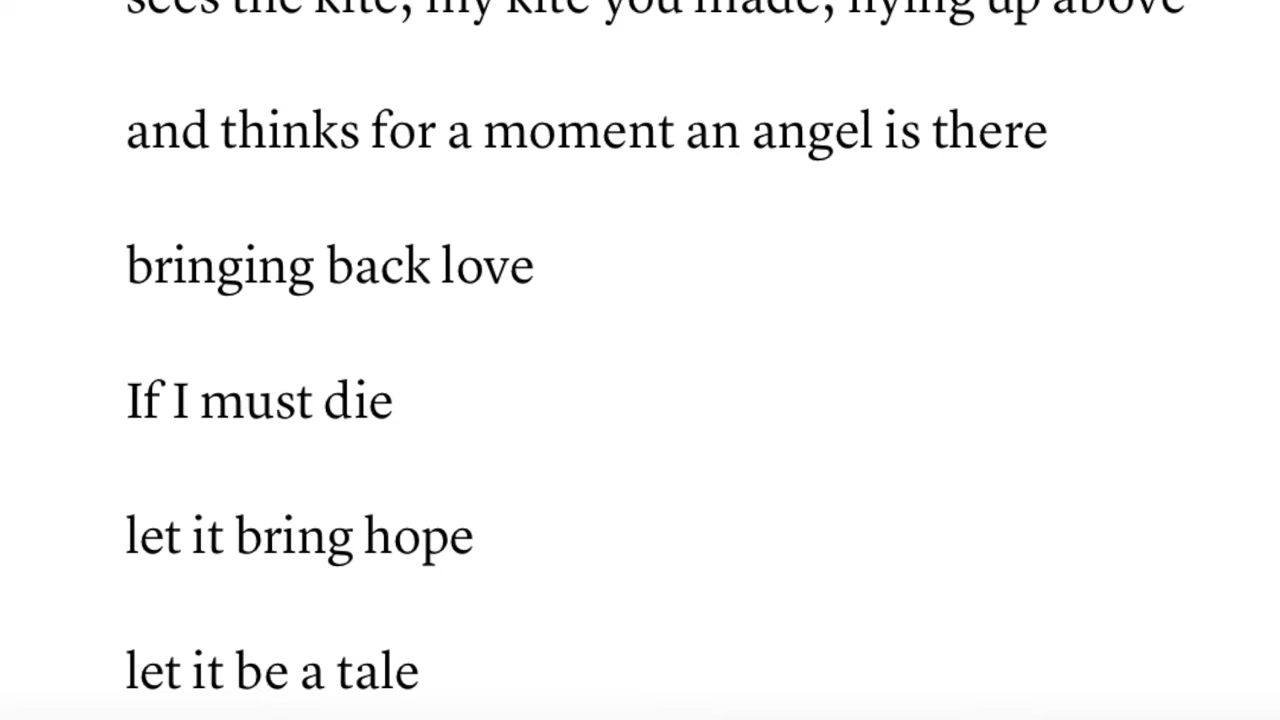 sees the kite, my kite you made, flying up above
and thinks for a moment an angel is there
bringing back love
If I must die
let it bring hope
let it be a tale